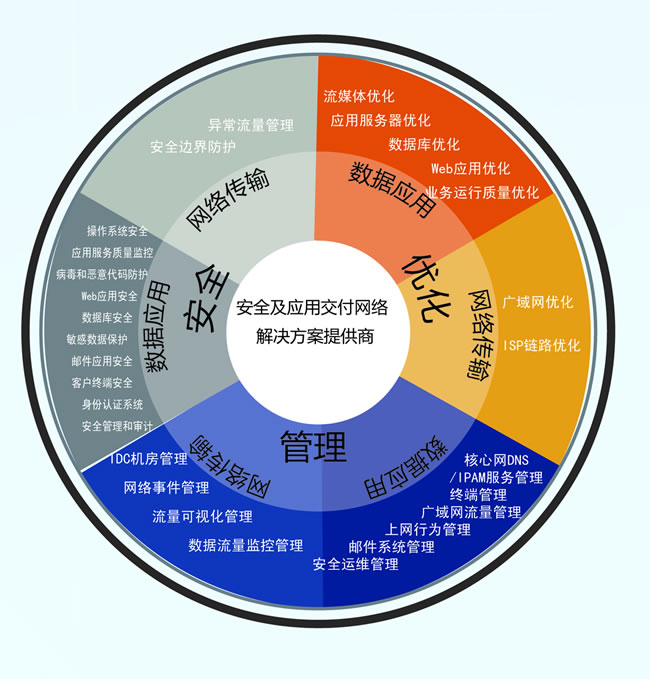 安全及应用交付网络
解决方案提供商
优化
数据应用
流媒体优化
应用服务器优化
数据库优化
Web应用优化
业务运行质量优化
网络传输
广域网优化
ISP链路优化
管理
数据应用
核心网DNS
/IPAM服务管理
终端管理
广域网流量管理
上网行为管理
邮件系统管理
安全运维管理
网络传输
IDC机房管理
网络事件管理
流量可视化管理
数据流量监控管理
安全
数据应用
操作系统安全
应用服务质量监控
病毒和恶意代码防护
Web应用安全
数据库安全
敏感数据保护
邮件应用安全
客户终端安全
身份认证系统
安全管理和审计
网络传输
异常流量管理
安全边界防护